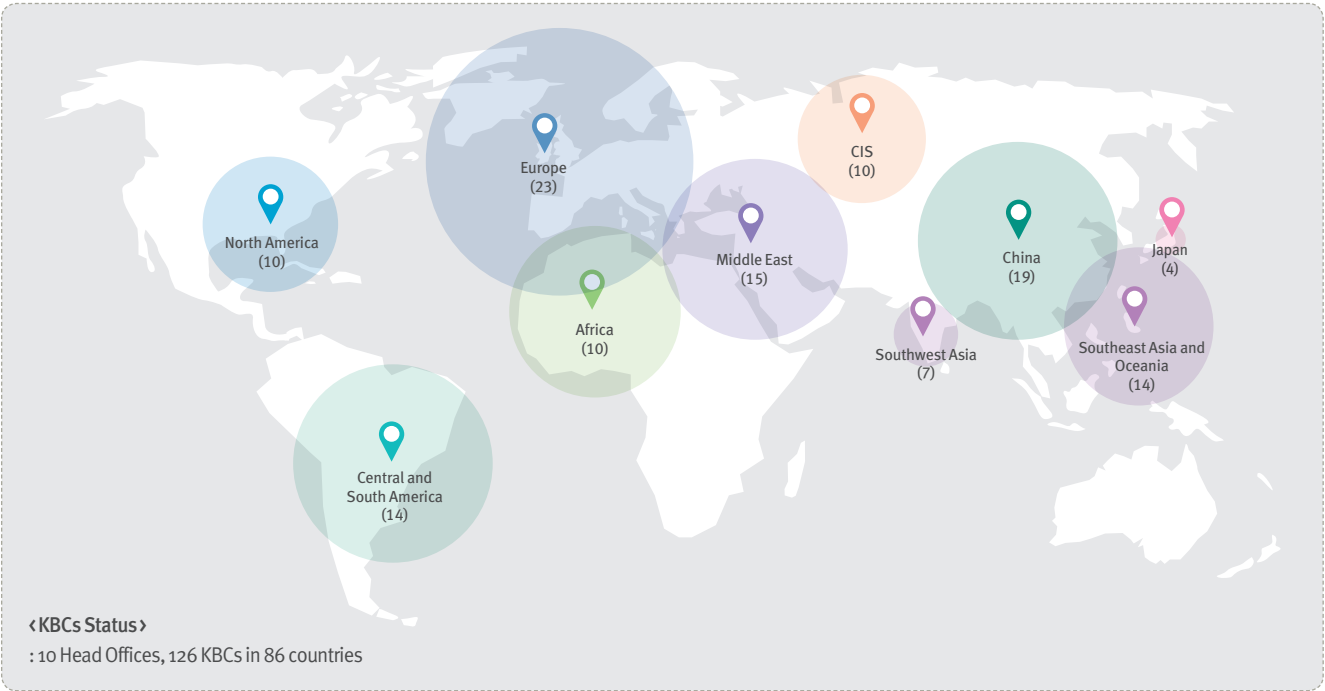 Europe
(23)
CIS
(10)
North America
(10)
Middle East
(15)
China
(19)
Japan
(4)
Africa
(10)
Southwest Asia
(7)
Southeast Asia and
Oceania
(14)
Central and
South America
(14)
<KBCs Status>
: 10 Head Offices, 126 KBCs in 86 countries